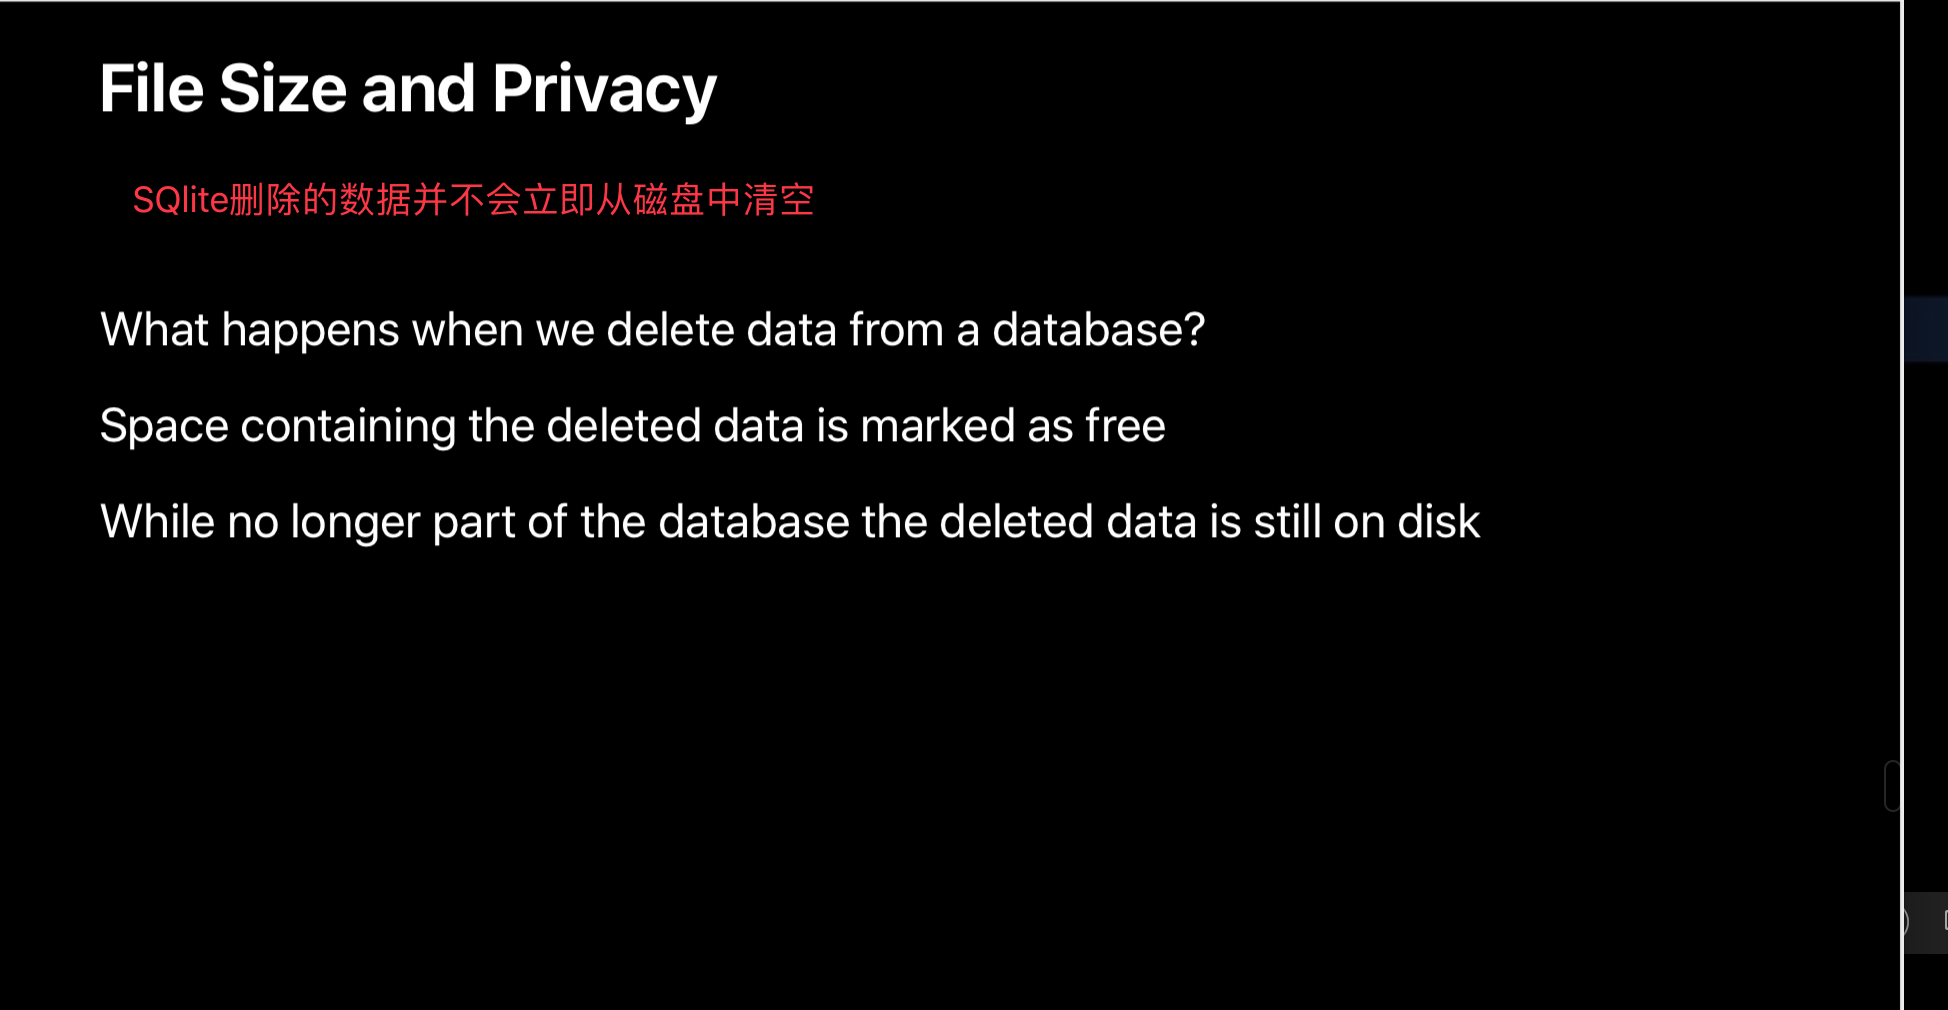 File Size and Privacy
SQlite删除的数据并不会立即从磁盘中清空
What happens when we delete data from a database?
Space containing the deleted data is marked as free
While no longer part of the database the deleted data is still on disk